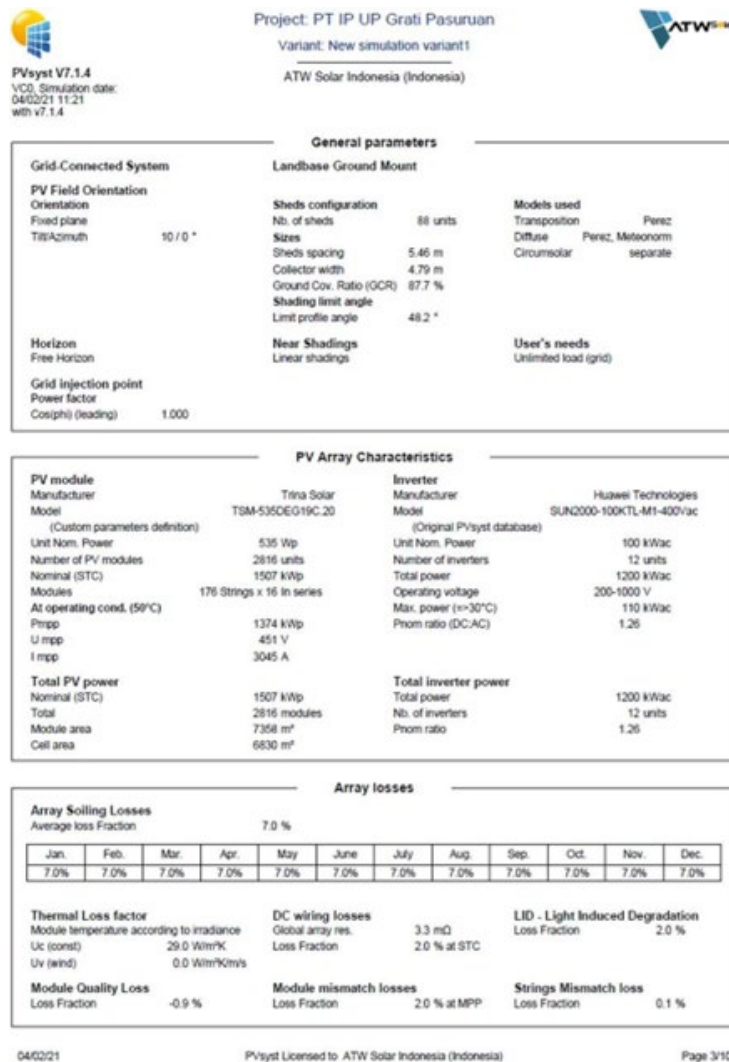 Project: PT IP UP Grati Pasuruan
Variant: New simulation variant1
ATW Solar Indonesia (Indonesia)
PVsyst V7.1.4
VC0, Simulation date:
04/02/21 11:21
with v7.1.4
General parameters
Grid-Connected System Landbase Ground Mount
PV Field Orientation
Orientation Sheds configuration Models used
Fixed plane Nb. of sheds 88 units Transposition Perez
Tilt/Azimuth 10 / 0 ° Sizes Diffuse Perez, Meteonorm
Sheds spacing 5.46 m Circumsolar separate
Collector width 4.79 m
Ground Cov. Ratio (GCR) 87.7 %
Shading limit angle
Limit profile angle 48.2 °
Horizon Near Shadings User's needs
Free Horizon Linear shadings Unlimited load (grid)
Grid injection point
Power factor
Cos(phi) (leading) 1.000
PV Array Characteristics
PV module Inverter
Manufacturer Trina Solar Manufacturer Huawei Technologies
Model TSM-535DEG19C.20 Model SUN2000-100KTL-M1-400Vac
(Custom parameters definition) (Original PVsyst database)
Unit Nom. Power 535 Wp Unit Nom. Power 100 kWac
Number of PV modules 2816 units Number of inverters 12 units
Nominal (STC) 1507 kWp Total power 1200 kWac
Modules 176 Strings x 16 In series Operating voltage 200-1000 V
At operating cond. (50°C) Max. power (=>30°C) 110 kWac
Pmpp 1374 kWp Pnom ratio (DC:AC) 1.26
U mpp 451 V
I mpp 3045 A
Total PV power Total inverter power
Nominal (STC) 1507 kWp Total power 1200 kWac
Total 2816 modules Nb. of inverters 12 units
Module area 7358 m² Pnom ratio 1.26
Cell area 6830 m²
Array losses
Array Soiling Losses
Average loss Fraction 7.0 %
Jan. Feb. Mar. Apr. May June July Aug. Sep. Oct. Nov. Dec.
7.0% 7.0% 7.0% 7.0% 7.0% 7.0% 7.0% 7.0% 7.0% 7.0% 7.0% 7.0%
Thermal Loss factor DC wiring losses LID - Light Induced Degradation
Module temperature according to irradiance Global array res. 3.3 mΩ Loss Fraction 2.0 %
Uc (const) 29.0 W/m²K Loss Fraction 2.0 % at STC
Uv (wind) 0.0 W/m²K/m/s
Module Quality Loss Module mismatch losses Strings Mismatch loss
Loss Fraction -0.9 % Loss Fraction 2.0 % at MPP Loss Fraction 0.1 %
04/02/21 PVsyst Licensed to ATW Solar Indonesia (Indonesia) Page 3/10